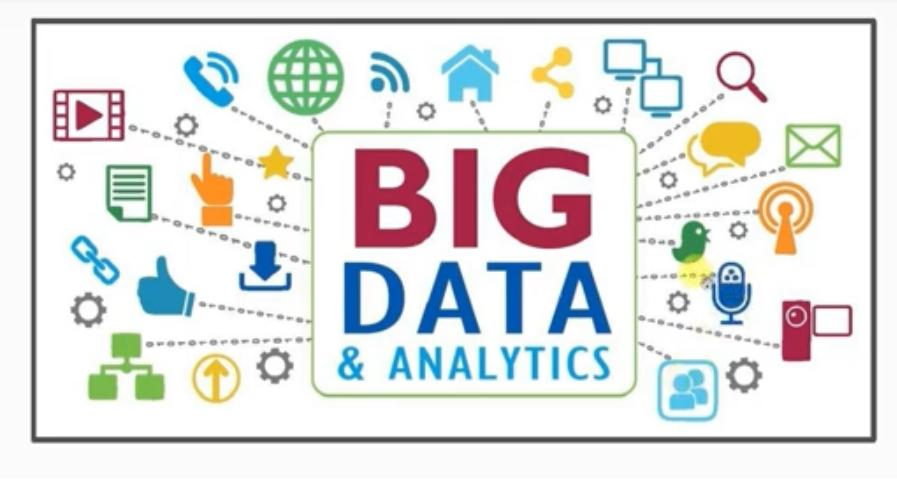 BIG
DATA
& ANALYTICS